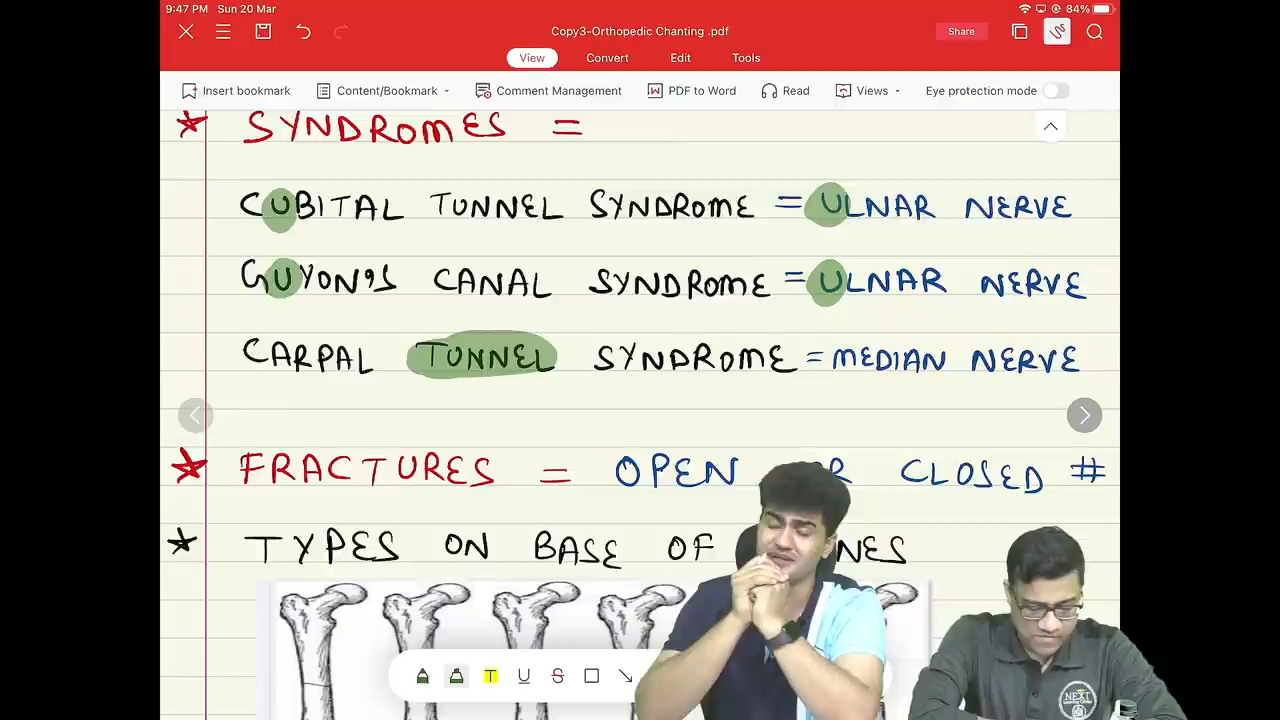 9:47 PM Sun 20 Mar 84%
Copy3-Orthopedic Chanting .pdf
Share
View Convert Edit Tools
Insert bookmark Content/Bookmark Comment Management PDF to Word Read Views Eye protection mode
★ SYNDROMES =
CUBITAL TUNNEL SYNDROME = ULNAR NERVE
GUYON'S CANAL SYNDROME = ULNAR NERVE
CARPAL TUNNEL SYNDROME = MEDIAN NERVE
★ FRACTURES = OPEN CLOSED #
★ TYPES ON BASE OF
T U S
NEXT